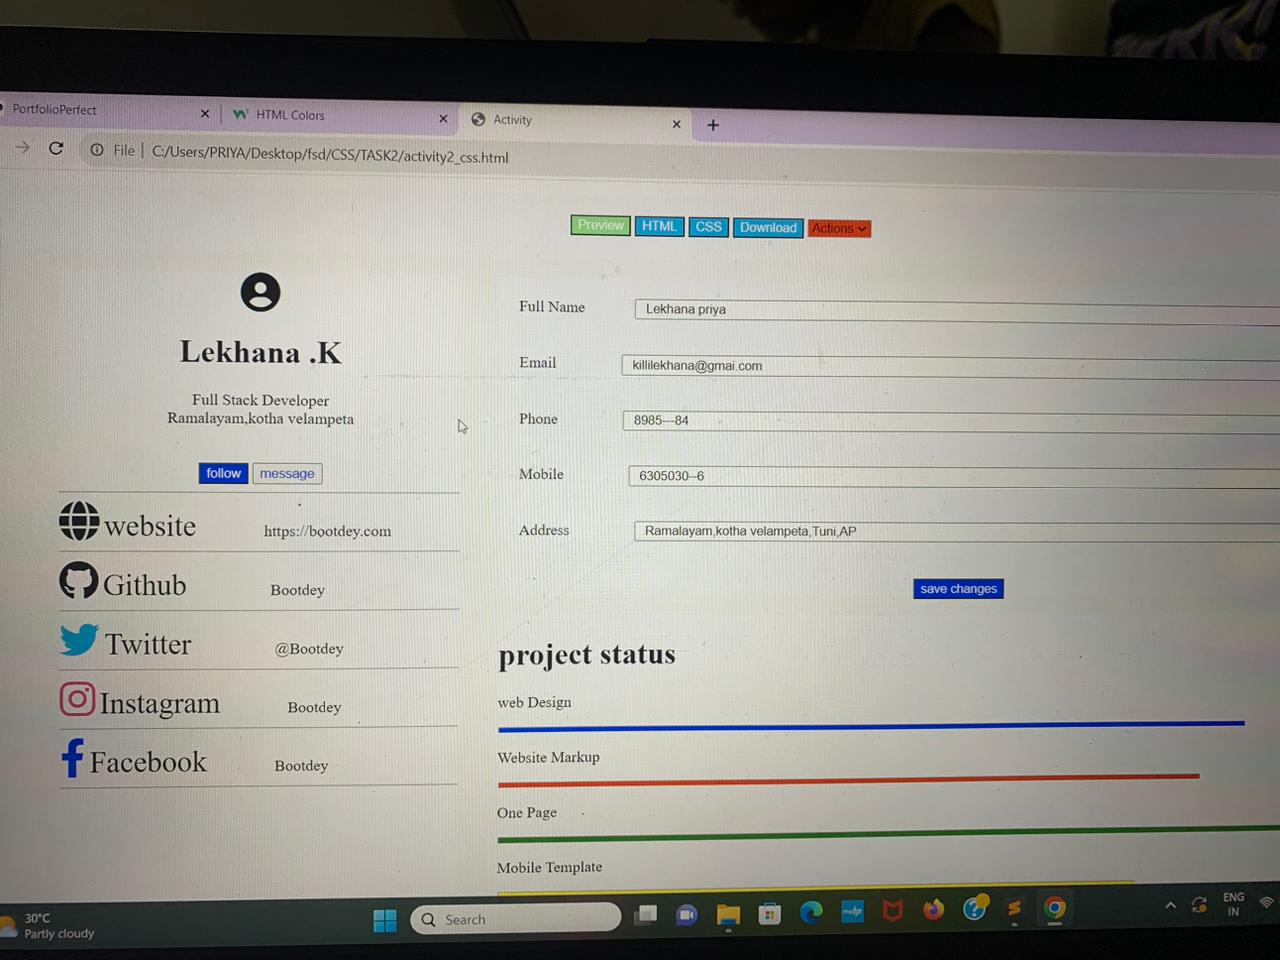 PortfolioPerfect
HTML Colors
Activity
File | C:/Users/PRIYA/Desktop/fsd/CSS/TASK2/activity2_css.html
Preview HTML CSS Download Actions
Lekhana .K
Full Stack Developer
Ramalayam,kotha velampeta
follow message
website https://bootdey.com
Github Bootdey
Twitter @Bootdey
Instagram Bootdey
Facebook Bootdey
Full Name Lekhana priya
Email killilekhana@gmai.com
Phone 8985---84
Mobile 6305030--6
Address Ramalayam,kotha velampeta,Tuni,AP
save changes
project status
web Design
Website Markup
One Page
Mobile Template
30°C
Partly cloudy
Search
ENG
IN